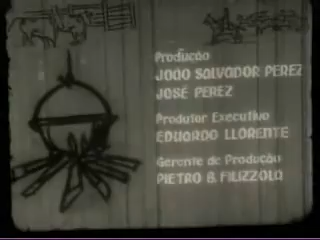 Produção
JOÃO SALVADOR PEREZ
JOSÉ PEREZ
Produtor Executivo
EDUARDO LLORENTE
Gerente de Produção
PIETRO B. FILIZZOLA